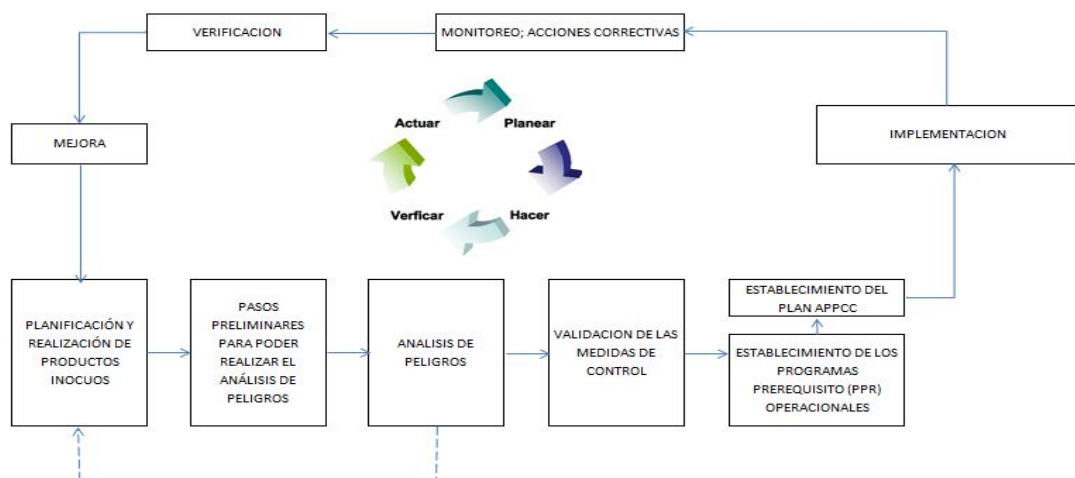 VERIFICACION
MONITOREO; ACCIONES CORRECTIVAS
MEJORA
IMPLEMENTACION
Actuar
Planear
Verficar
Hacer
PLANIFICACIÓN Y
REALIZACIÓN DE
PRODUCTOS
INOCUOS
PASOS
PRELIMINARES
PARA PODER
REALIZAR EL
ANÁLISIS DE
PELIGROS
ANALISIS DE
PELIGROS
VALIDACION DE LAS
MEDIDAS DE
CONTROL
ESTABLECIMIENTO DEL
PLAN APPCC
ESTABLECIMIENTO DE LOS
PROGRAMAS
PREREQUISITO (PPR)
OPERACIONALES